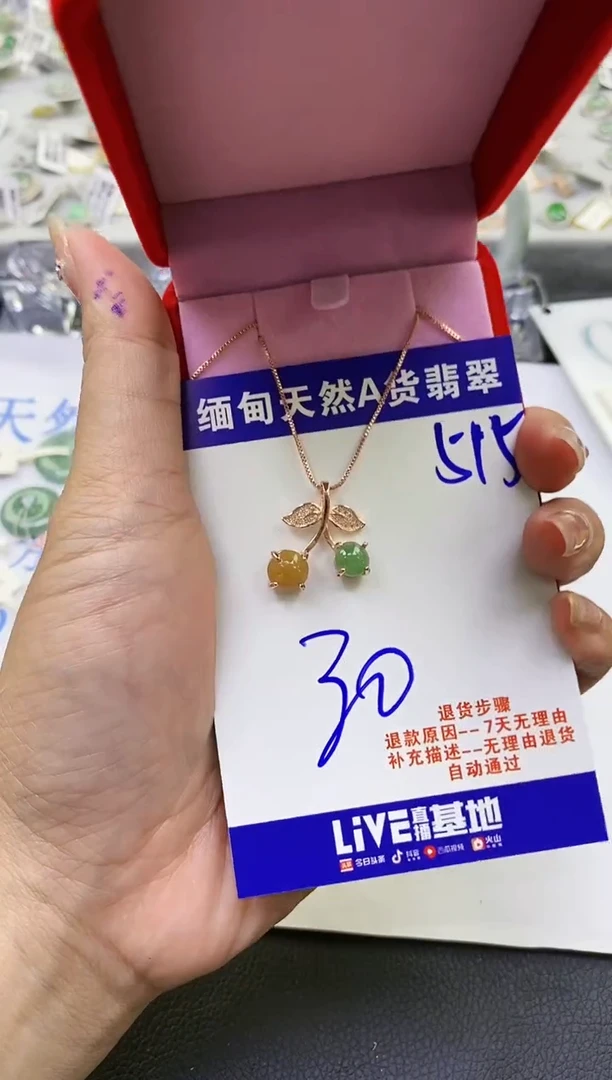 天然
缅甸天然A货翡翠
515
30
退货步骤
退款原因--7天无理由
补充描述--无理由退货
自动通过
LIVE直播基地
今日头条 抖音 西瓜视频 火山